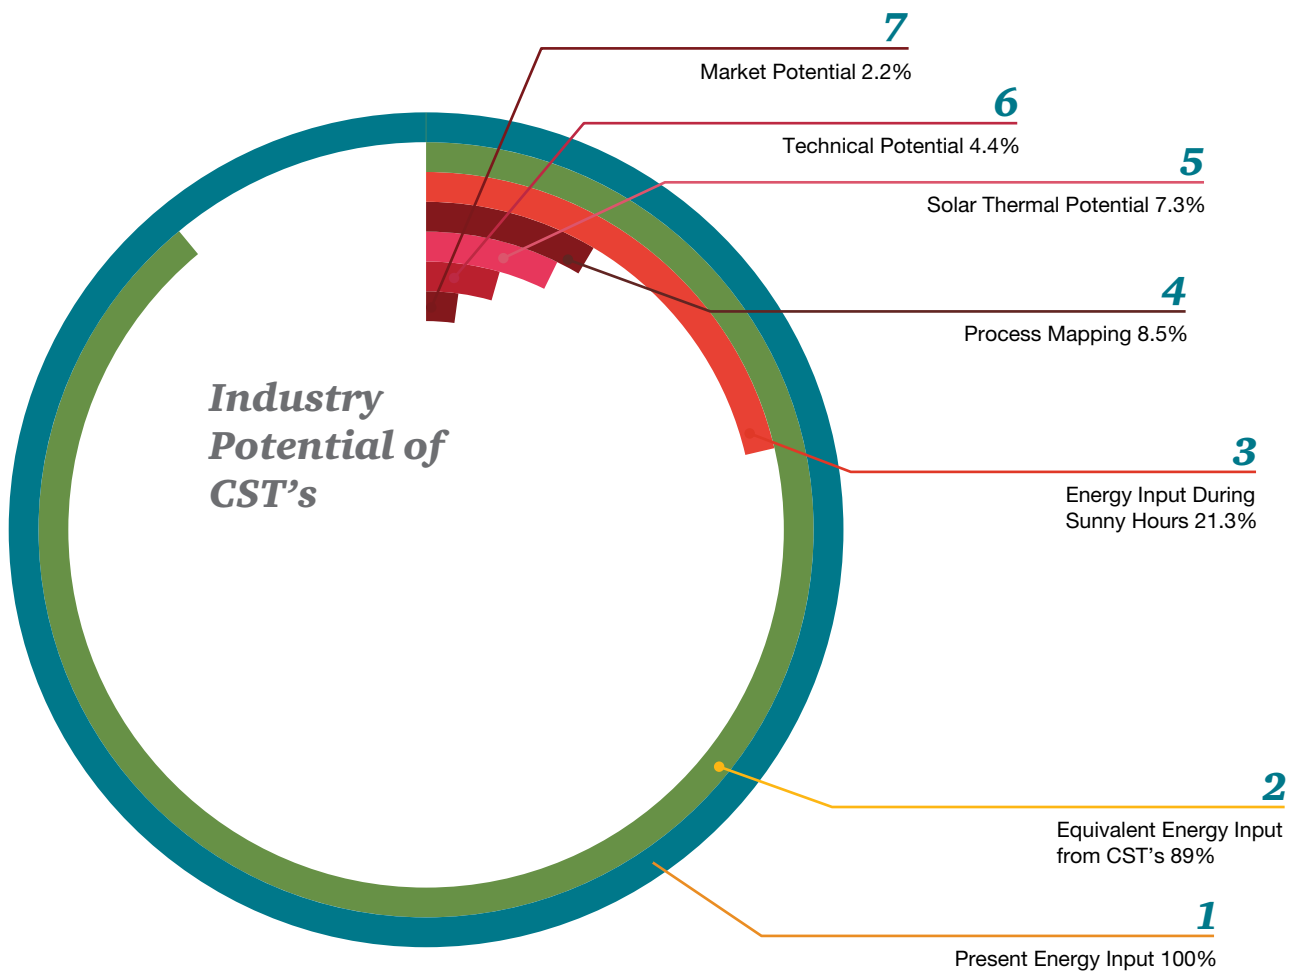 7
Market Potential 2.2%
6
Technical Potential 4.4%
5
Solar Thermal Potential 7.3%
4
Process Mapping 8.5%
Industry
Potential of
CST's
3
Energy Input During
Sunny Hours 21.3%
2
Equivalent Energy Input
from CST's 89%
1
Present Energy Input 100%